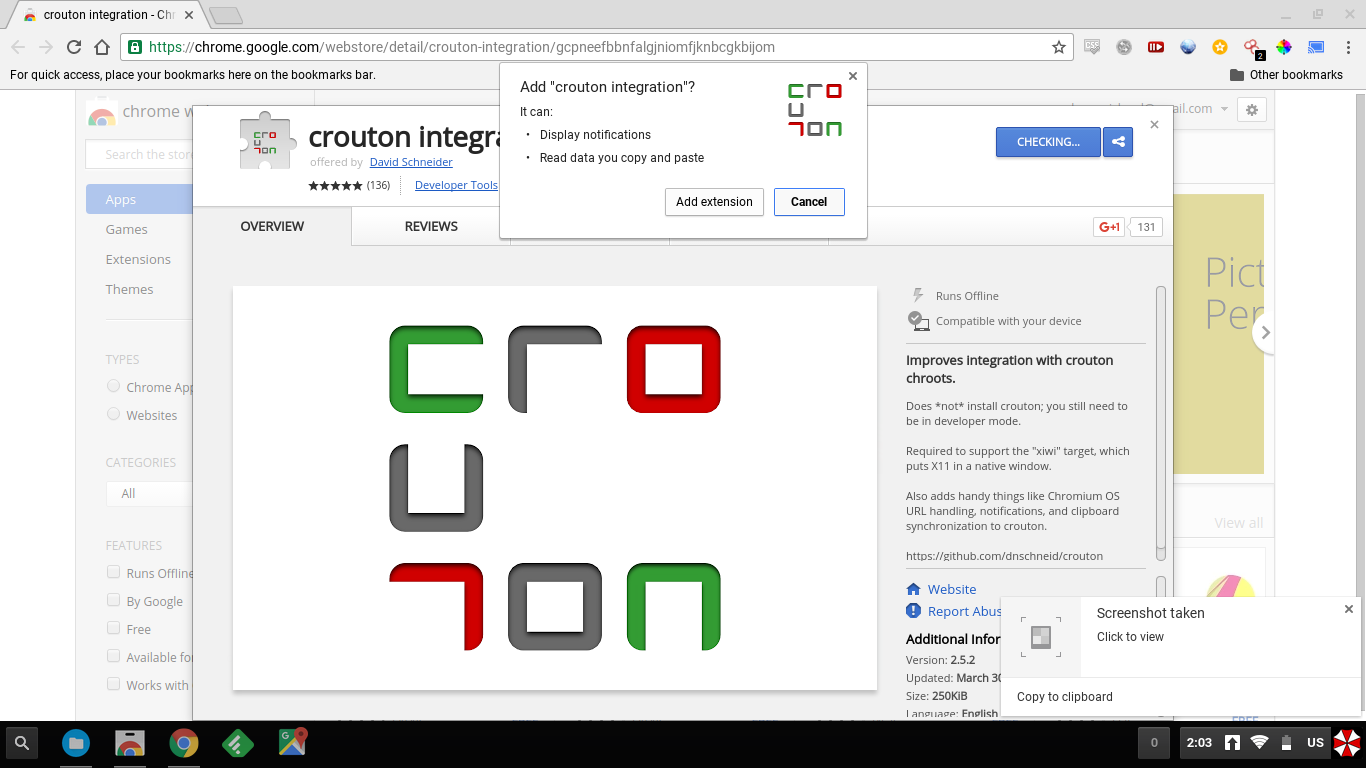 crouton integration - Chr
https://chrome.google.com/webstore/detail/crouton-integration/gcpneefbbnfalgjniomfjknbcgkbijom
2
For quick access, place your bookmarks here on the bookmarks bar.
Other bookmarks
Add "crouton integration"?
It can:
• Display notifications
• Read data you copy and paste
Add extension
Cancel
chrome w
Search the store
Apps
Games
Extensions
Themes
TYPES
Chrome App
Websites
CATEGORIES
All
FEATURES
Runs Offline
By Google
Free
Available fo
Works with
crouton integra
offered by David Schneider
(136)
Developer Tools
CHECKING...
OVERVIEW
REVIEWS
G+1
131
cro
u
ton
Runs Offline
Compatible with your device
Improves integration with crouton
chroots.
Does *not* install crouton; you still need to
be in developer mode.
Required to support the "xiwi" target, which
puts X11 in a native window.
Also adds handy things like Chromium OS
URL handling, notifications, and clipboard
synchronization to crouton.
https://github.com/dnschneid/crouton
Website
Report Abus
Additional Infor
Version: 2.5.2
Updated: March 30
Size: 250KiB
Language: English
Pict
Per
View all
FREE
Screenshot taken
Click to view
Copy to clipboard
0
2:03
US